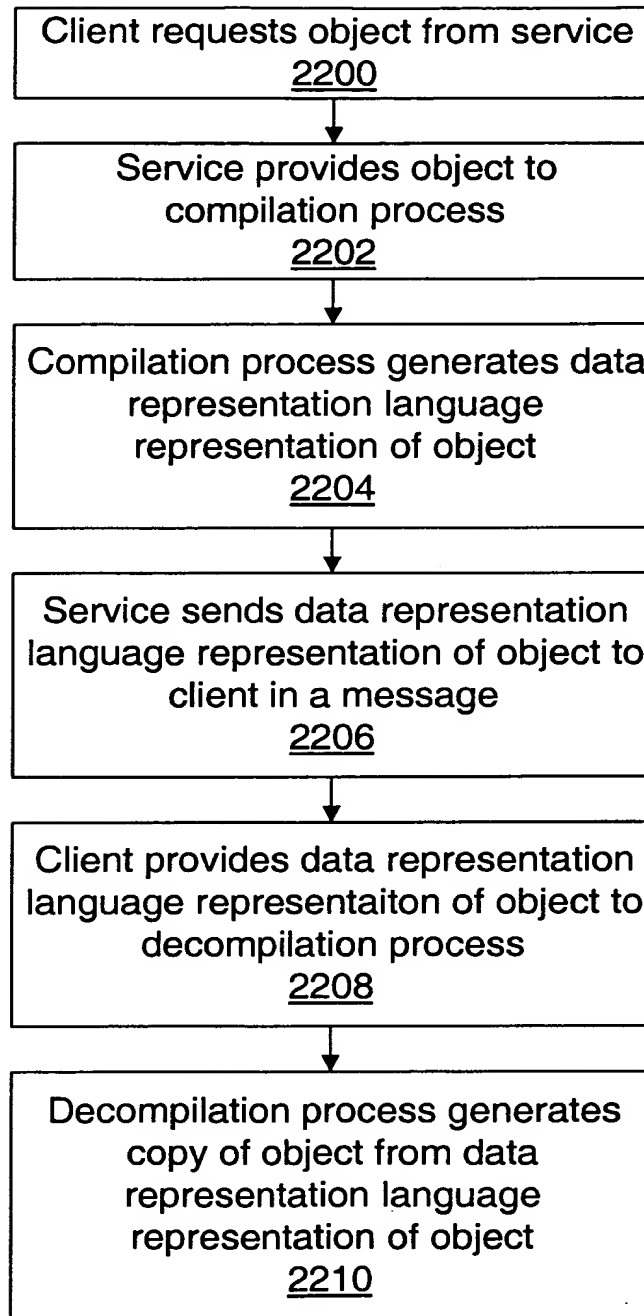 Client requests object from service
2200
Service provides object to
compilation process
2202
Compilation process generates data
representation language
representation of object
2204
Service sends data representation
language representation of object to
client in a message
2206
Client provides data representation
language representaiton of object to
decompilation process
2208
Decompilation process generates
copy of object from data
representation language
representation of object
2210